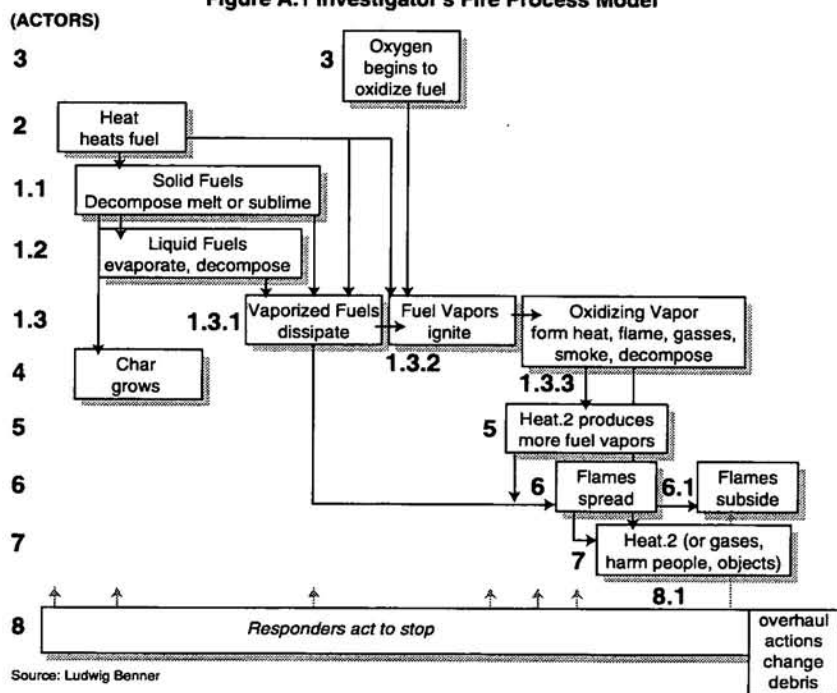 Figure A.1 Investigator's Fire Process Model
(ACTORS)
3
3
Oxygen
begins to
oxidize fuel
2
Heat
heats fuel
1.1
Solid Fuels
Decompose melt or sublime
1.2
Liquid Fuels
evaporate, decompose
1.3
1.3.1
Vaporized Fuels
dissipate
Fuel Vapors
ignite
1.3.2
Oxidizing Vapor
form heat, flame, gasses,
smoke, decompose
1.3.3
4
Char
grows
5
5
Heat.2 produces
more fuel vapors
6
6
Flames
spread
6.1
Flames
subside
7
7
Heat.2 (or gases,
harm people, objects)
8.1
8
Responders act to stop
overhaul
actions
change
debris
Source: Ludwig Benner